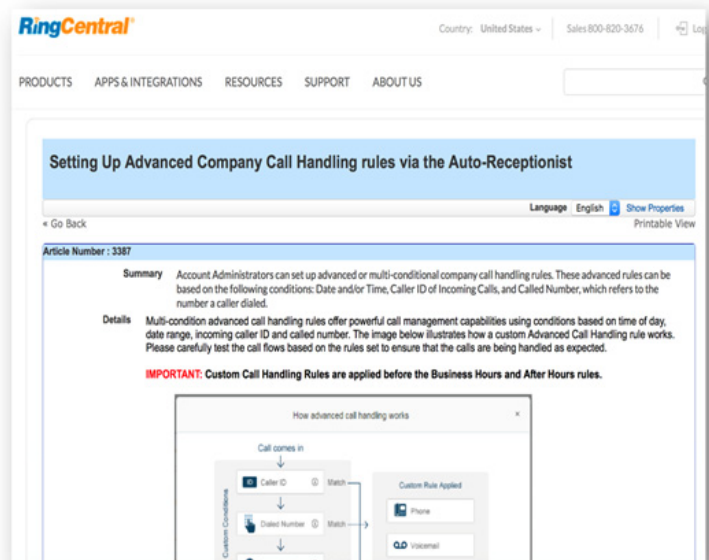 RingCentral®
Country: United States
Sales 800-820-3676
PRODUCTS APPS & INTEGRATIONS RESOURCES SUPPORT ABOUT US
Setting Up Advanced Company Call Handling rules via the Auto-Receptionist
Language English Show Properties
« Go Back
Printable View
Article Number : 3387
Summary
Account Administrators can set up advanced or multi-conditional company call handling rules. These advanced rules can be
based on the following conditions: Date and/or Time, Caller ID of Incoming Calls, and Called Number, which refers to the
number a caller dialed.
Details
Multi-condition advanced call handling rules offer powerful call management capabilities using conditions based on time of day,
date range, incoming caller ID and called number. The image below illustrates how a custom Advanced Call Handling rule works.
Please carefully test the call flows based on the rules set to ensure that the calls are being handled as expected.
IMPORTANT: Custom Call Handling Rules are applied before the Business Hours and After Hours rules.
How advanced call handling works ×
Call comes in
Custom Conditions
ID Caller ID Match
Custom Rule Applied
Phone
Dialed Number Match
Voicemail